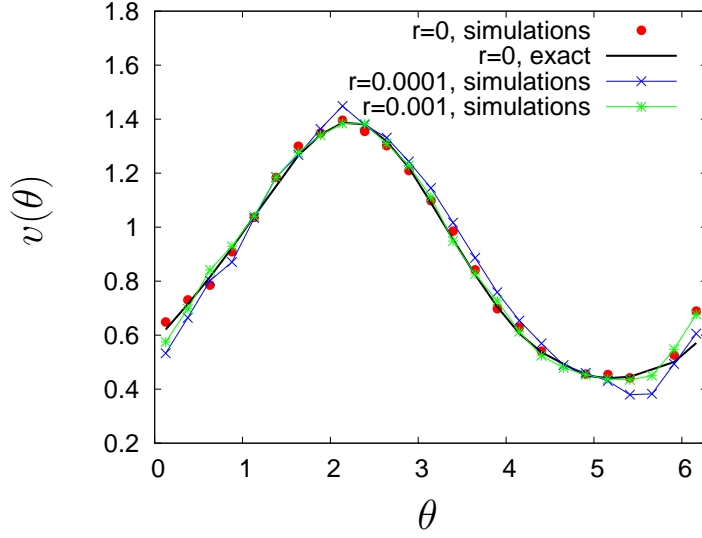 1.8
1.6
1.4
1.2
1
0.8
0.6
0.4
0.2
v(θ)
r=0, simulations
r=0, exact
r=0.0001, simulations
r=0.001, simulations
0 1 2 3 4 5 6
θ